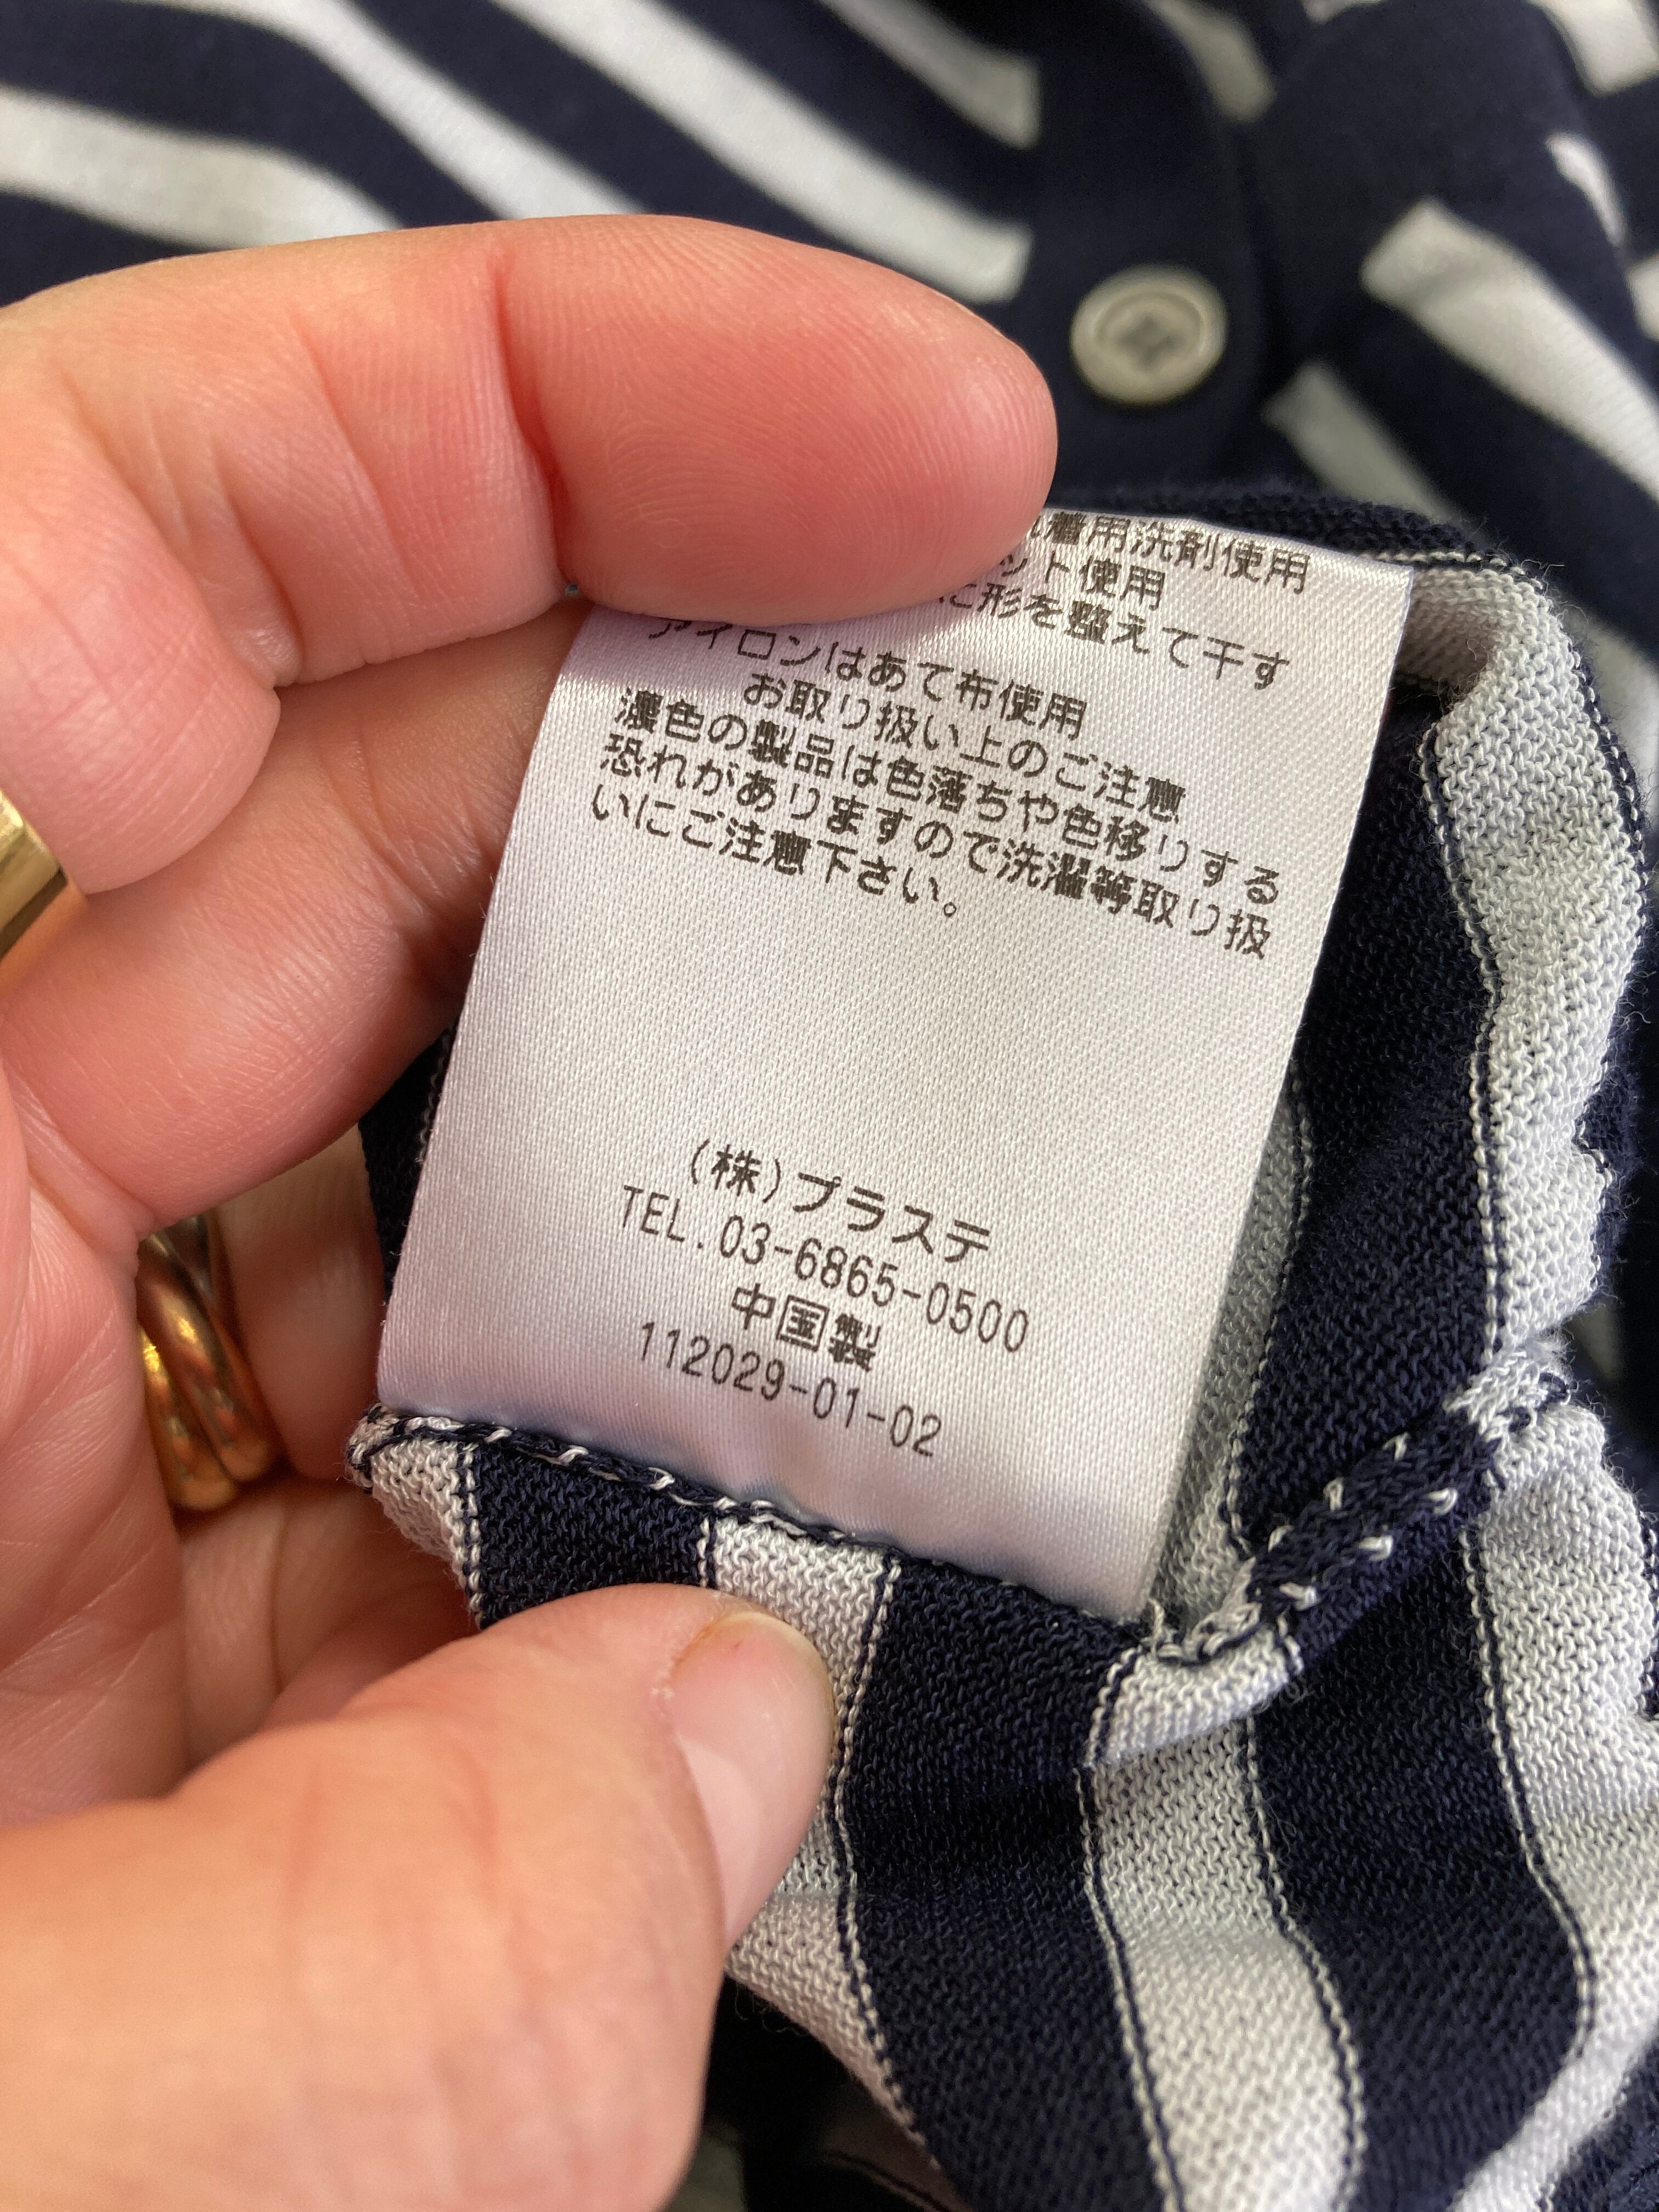 着用洗剤使用
ット使用
に形を整えて干す
アイロンはあて布使用
お取り扱い上のご注意
濃色の製品は色落ちや色移りする
恐れがありますので洗濯等取り扱
いにご注意下さい。
(株)プラステ
TEL.03-6865-0500
中国製
112029-01-02